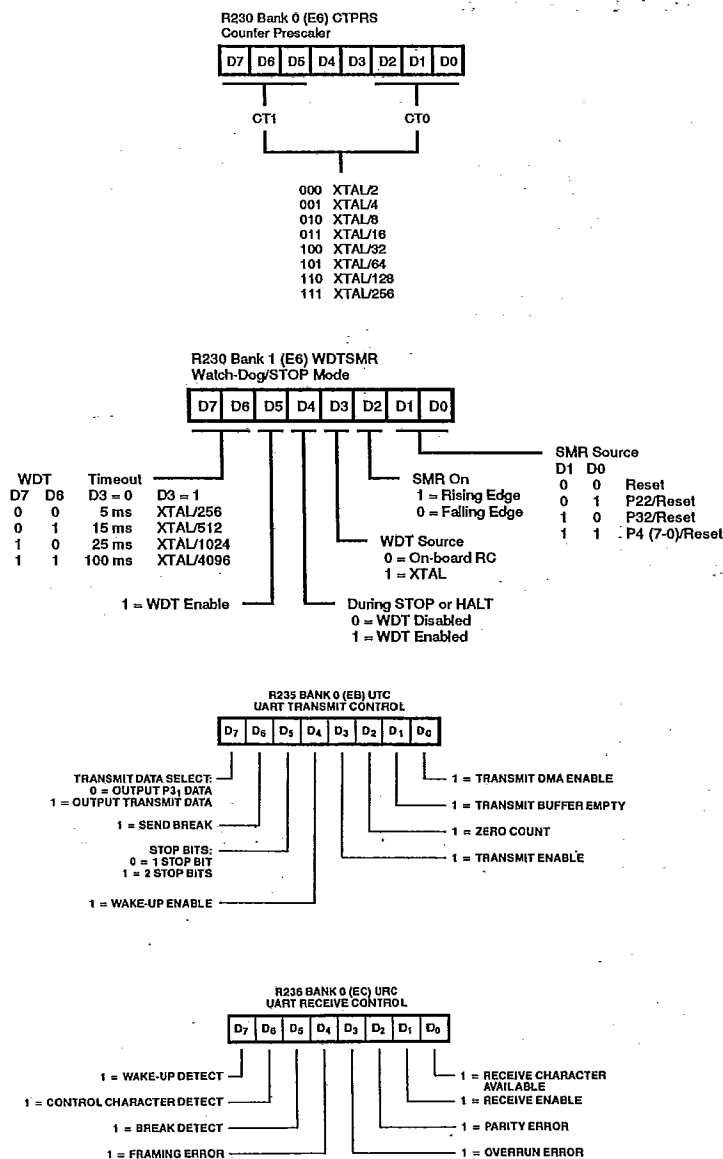 R230 Bank 0 (E6) CTPRS
Counter Prescaler
D7 D6 D5 D4 D3 D2 D1 D0
CT1 CT0
000 XTAL/2
001 XTAL/4
010 XTAL/8
011 XTAL/16
100 XTAL/32
101 XTAL/64
110 XTAL/128
111 XTAL/256
R230 Bank 1 (E6) WDTSMR
Watch-Dog/STOP Mode
D7 D6 D5 D4 D3 D2 D1 D0
WDT Timeout
D7 D6 D3 = 0 D3 = 1
0 0 5 ms XTAL/256
0 1 15 ms XTAL/512
1 0 25 ms XTAL/1024
1 1 100 ms XTAL/4096
1 = WDT Enable
During STOP or HALT
0 = WDT Disabled
1 = WDT Enabled
WDT Source
0 = On-board RC
1 = XTAL
SMR On
1 = Rising Edge
0 = Falling Edge
SMR Source
D1 D0
0 0 Reset
0 1 P22/Reset
1 0 P32/Reset
1 1 P4 (7-0)/Reset
R235 BANK 0 (EB) UTC
UART TRANSMIT CONTROL
D7 D6 D5 D4 D3 D2 D1 D0
TRANSMIT DATA SELECT:
0 = OUTPUT P31 DATA
1 = OUTPUT TRANSMIT DATA
1 = SEND BREAK
STOP BITS:
0 = 1 STOP BIT
1 = 2 STOP BITS
1 = WAKE-UP ENABLE
1 = TRANSMIT DMA ENABLE
1 = TRANSMIT BUFFER EMPTY
1 = ZERO COUNT
1 = TRANSMIT ENABLE
R236 BANK 0 (EC) URC
UART RECEIVE CONTROL
D7 D6 D5 D4 D3 D2 D1 D0
1 = WAKE-UP DETECT
1 = CONTROL CHARACTER DETECT
1 = BREAK DETECT
1 = FRAMING ERROR
1 = RECEIVE CHARACTER
AVAILABLE
1 = RECEIVE ENABLE
1 = PARITY ERROR
1 = OVERRUN ERROR